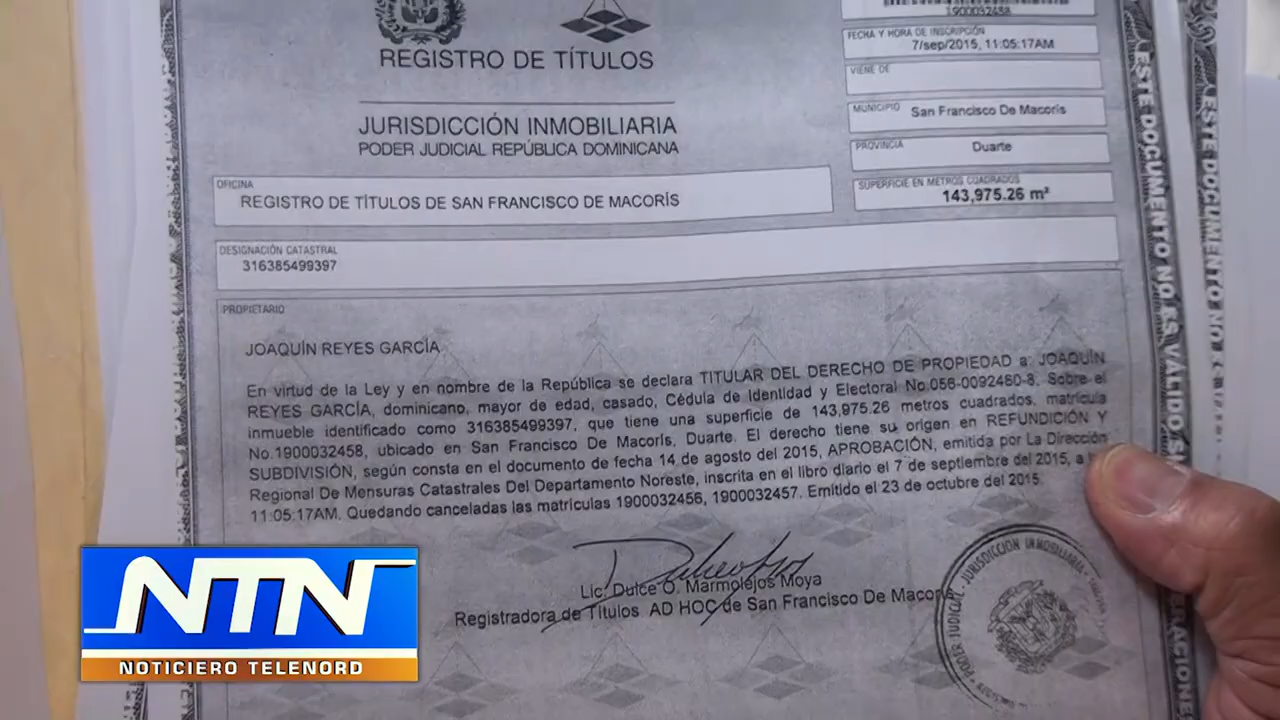 1900032458
REGISTRO DE TÍTULOS
FECHA Y HORA DE INSCRIPCIÓN
7/sep/2015, 11:05:17AM
VIENE DE
JURISDICCIÓN INMOBILIARIA
PODER JUDICIAL REPÚBLICA DOMINICANA
MUNICIPIO San Francisco De Macorís
PROVINCIA Duarte
OFICINA
REGISTRO DE TÍTULOS DE SAN FRANCISCO DE MACORÍS
SUPERFICIE EN METROS CUADRADOS
143,975.26 m²
DESIGNACIÓN CATASTRAL
316385499397
PROPIETARIO
JOAQUÍN REYES GARCÍA
En virtud de la Ley y en nombre de la República se declara TITULAR DEL DERECHO DE PROPIEDAD a: JOAQUÍN
REYES GARCÍA, dominicano, mayor de edad, casado, Cédula de Identidad y Electoral No.056-0092460-8. Sobre el
inmueble identificado como 316385499397, que tiene una superficie de 143,975.26 metros cuadrados, matrícula
No.1900032458, ubicado en San Francisco De Macorís, Duarte. El derecho tiene su origen en REFUNDICIÓN Y
SUBDIVISIÓN, según consta en el documento de fecha 14 de agosto del 2015, APROBACIÓN, emitida por La Dirección
Regional De Mensuras Catastrales Del Departamento Noreste, inscrita en el libro diario el 7 de septiembre del 2015, a
11:05:17AM. Quedando canceladas las matrículas 1900032456, 1900032457. Emitido el 23 de octubre del 2015.
Lic. Dulce O. Marmolejos Moya
Registradora de Títulos AD HOC de San Francisco De Macorís
JURISDICCIÓN INMOBILIARIA
PODER JUDICIAL
ESTE DOCUMENTO NO ES VÁLIDO SI
ESTE DOCUMENTO NO
NTN
NOTICIERO TELENORD